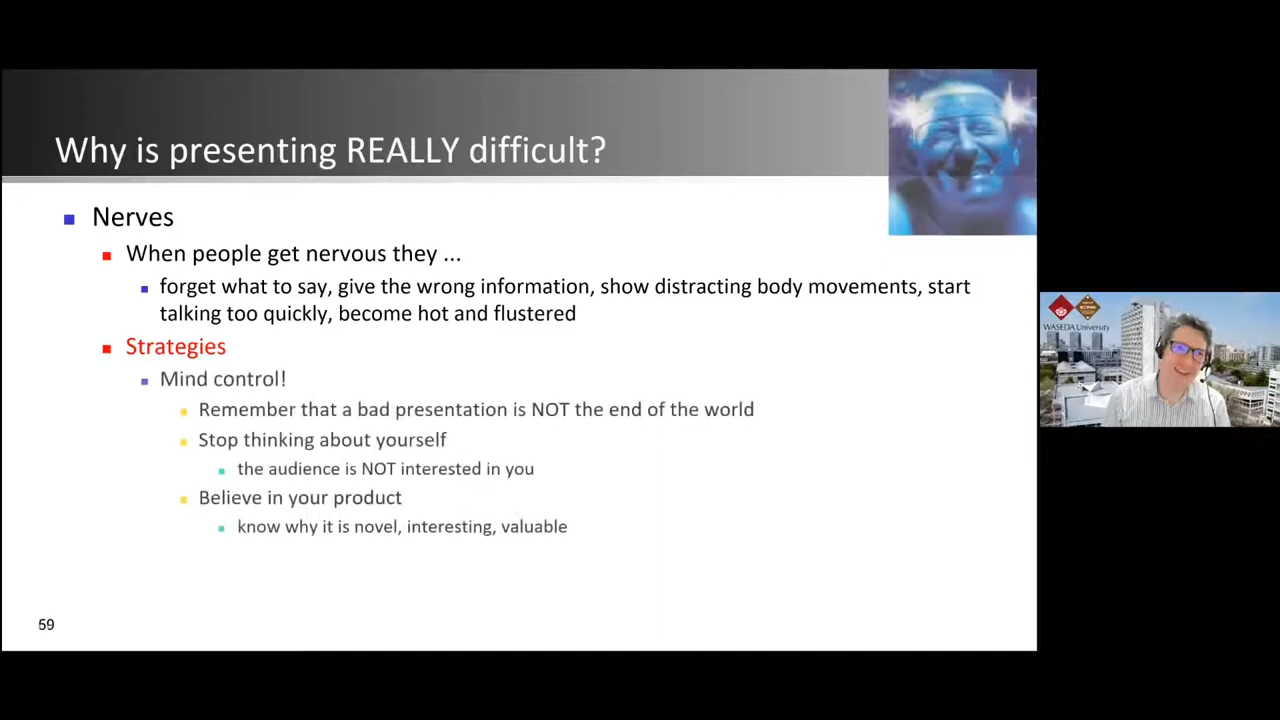 Why is presenting REALLY difficult?
Nerves
When people get nervous they ...
forget what to say, give the wrong information, show distracting body movements, start
talking too quickly, become hot and flustered
Strategies
Mind control!
Remember that a bad presentation is NOT the end of the world
Stop thinking about yourself
the audience is NOT interested in you
Believe in your product
know why it is novel, interesting, valuable
59
WASEDA University